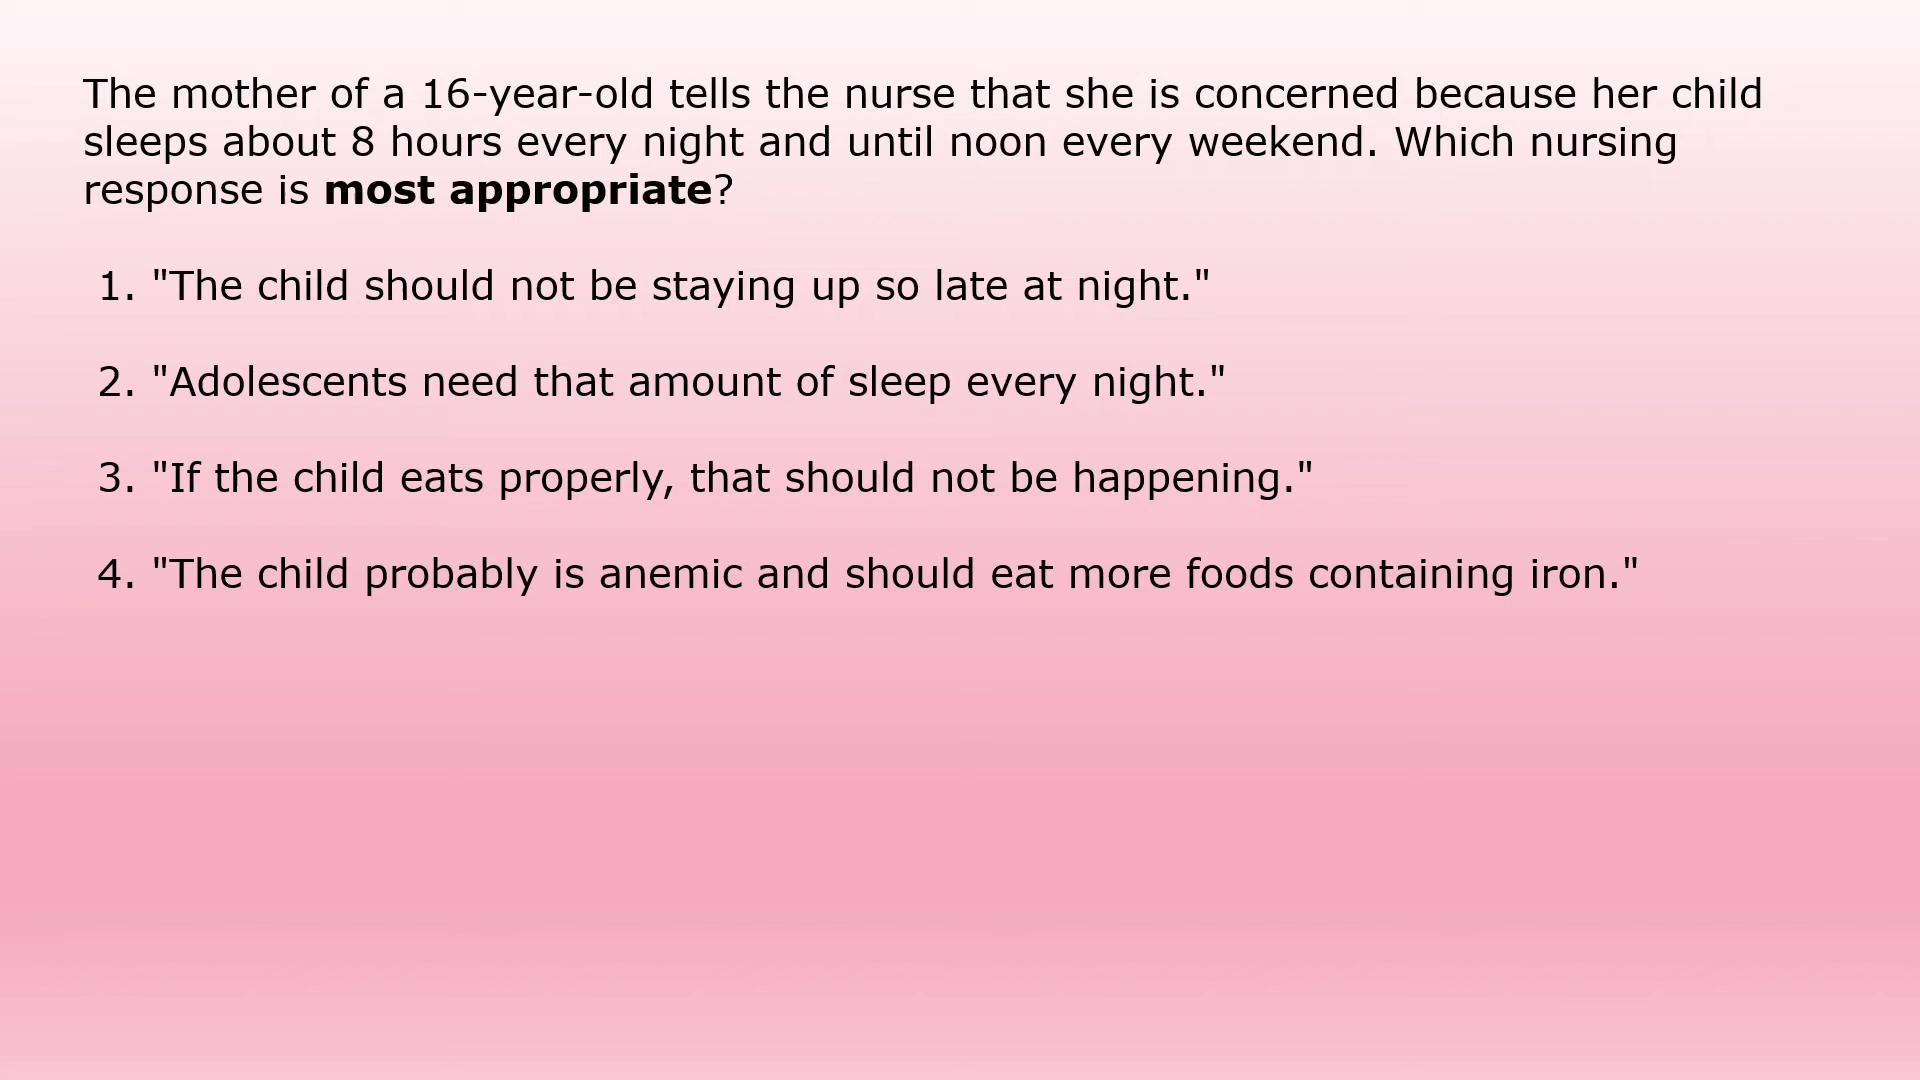 The mother of a 16-year-old tells the nurse that she is concerned because her child
sleeps about 8 hours every night and until noon every weekend. Which nursing
response is most appropriate?
1. "The child should not be staying up so late at night."
2. "Adolescents need that amount of sleep every night."
3. "If the child eats properly, that should not be happening."
4. "The child probably is anemic and should eat more foods containing iron."